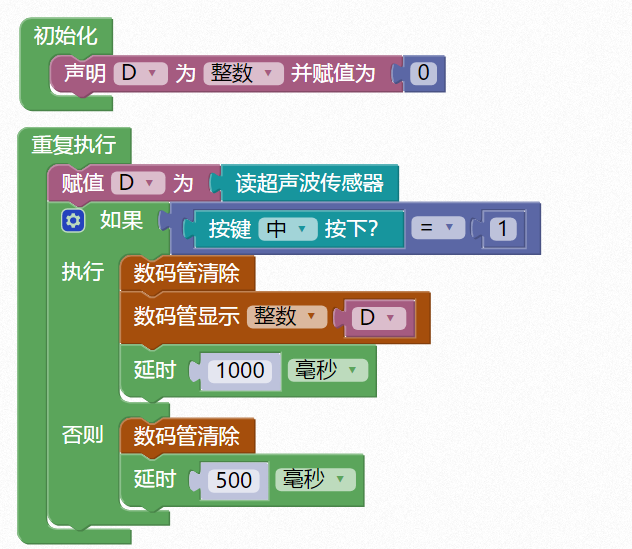 初始化
声明 D 为 整数 并赋值为 0
重复执行
赋值 D 为 读超声波传感器
如果 按键 中 按下? = 1
执行 数码管清除
数码管显示 整数 D
延时 1000 毫秒
否则 数码管清除
延时 500 毫秒